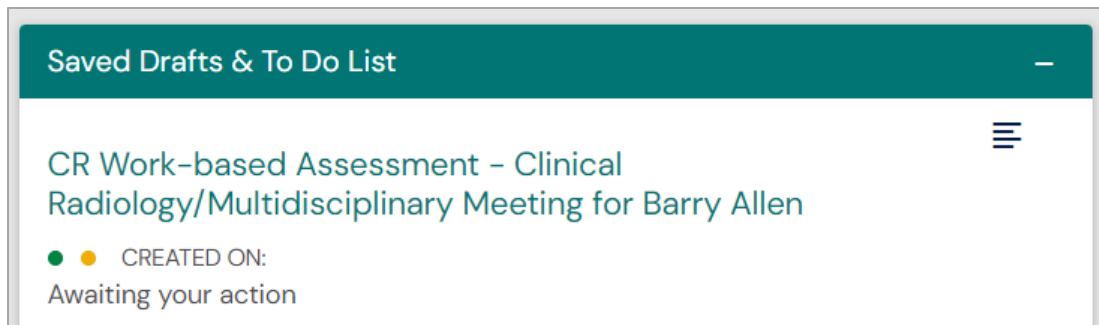 Saved Drafts & To Do List
CR Work-based Assessment - Clinical
Radiology/Multidisciplinary Meeting for Barry Allen
CREATED ON:
Awaiting your action